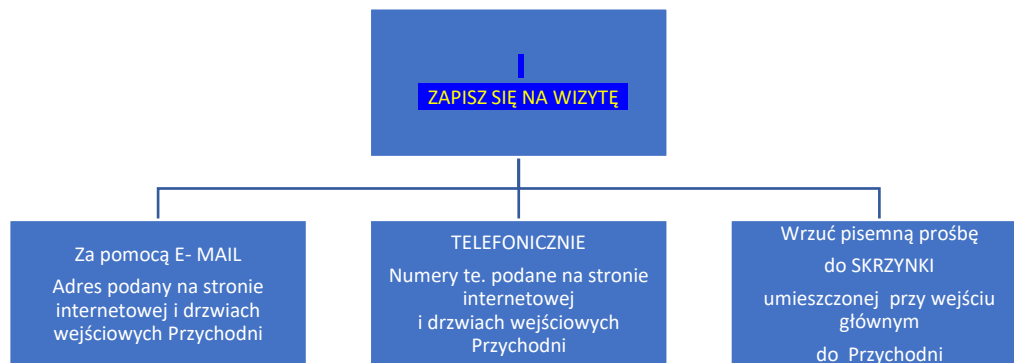 I
ZAPISZ SIĘ NA WIZYTĘ
Za pomocą E- MAIL
Adres podany na stronie
internetowej i drzwiach
wejściowych Przychodni
TELEFONICZNIE
Numery te. podane na stronie
internetowej
i drzwiach wejściowych
Przychodni
Wrzuć pisemną prośbę
do SKRZYNKI
umieszczonej przy wejściu
głównym
do Przychodni